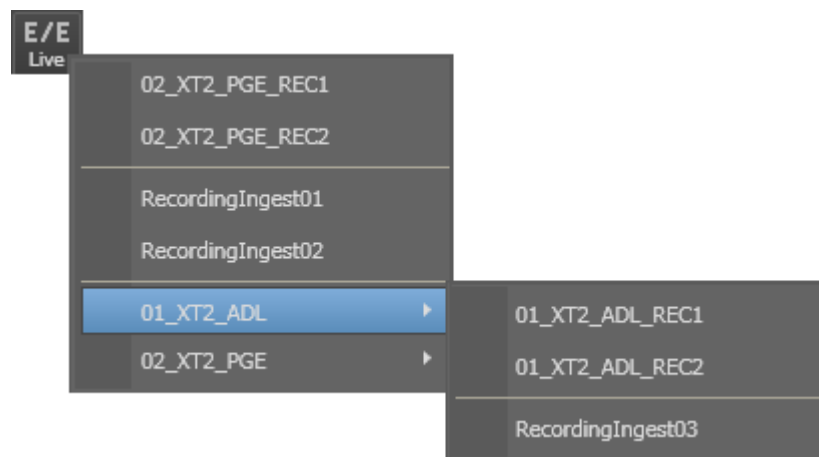 E/E
Live
02_XT2_PGE_REC1
02_XT2_PGE_REC2
RecordingIngest01
RecordingIngest02
01_XT2_ADL
02_XT2_PGE
01_XT2_ADL_REC1
01_XT2_ADL_REC2
RecordingIngest03